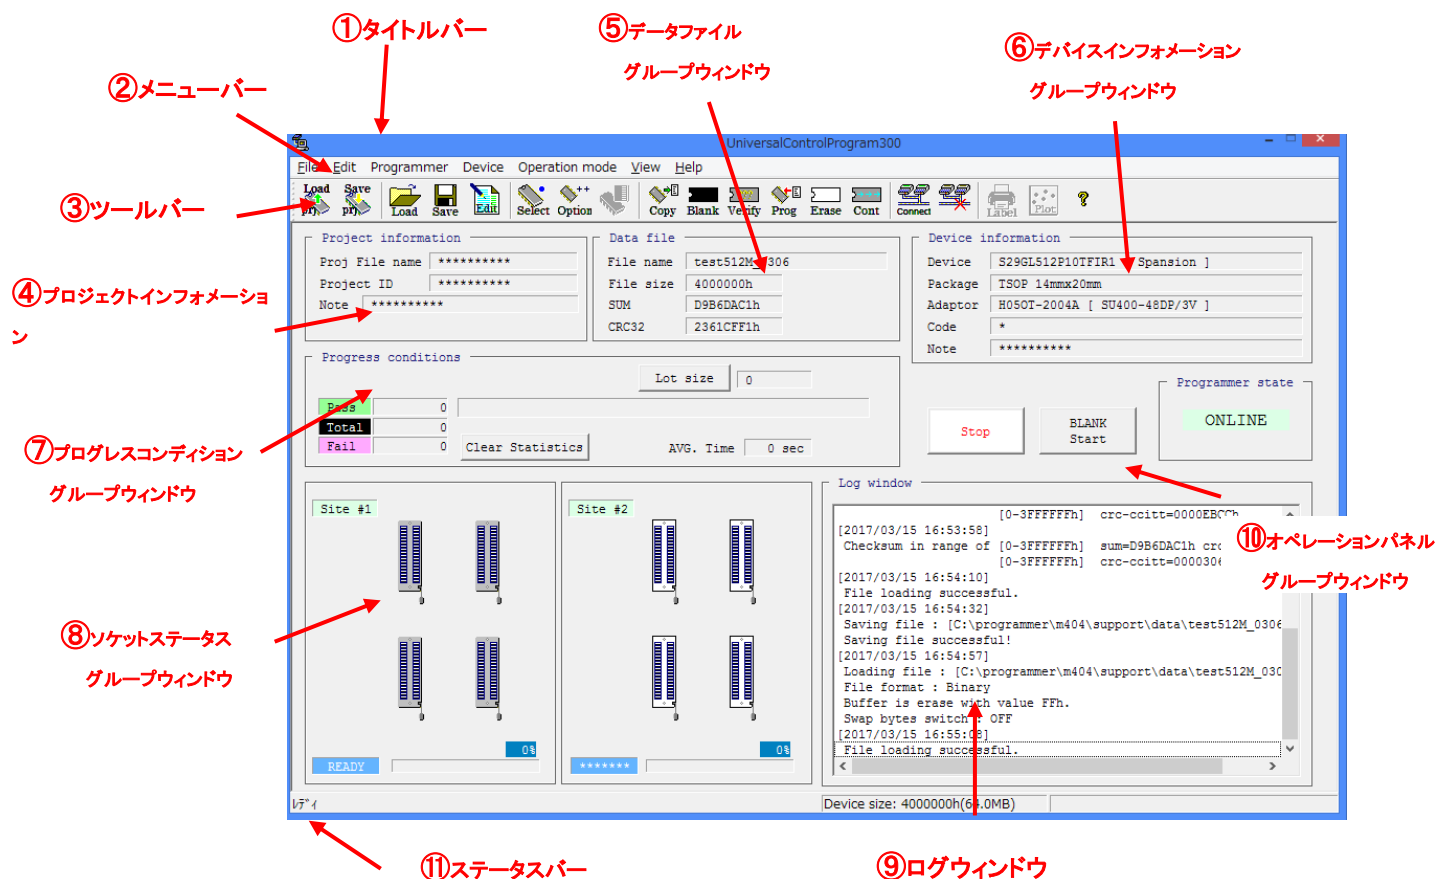 ①タイトルバー
⑤データファイル
グループウィンドウ
⑥デバイスインフォメーション
グループウィンドウ
②メニューバー
UniversalControlProgram300
File Edit Programmer Device Operation mode View Help
③ツールバー
Load prj Save prj Load Save Edit Select Option Copy Blank Verify Prog Erase Cont Connect Label Plot
④プロジェクトインフォメーショ
ン
Project information
Proj File name **********
Project ID **********
Note **********
Data file
File name test512M_0306
File size 4000000h
SUM D9B6DAC1h
CRC32 2361CFF1h
Device information
Device S29GL512P10TFIR1 Spansion ]
Package TSOP 14mmx20mm
Adaptor H050T-2004A [ SU400-48DP/3V ]
Code *
Note **********
Progress conditions
Lot size 0
Pass 0
Total 0
Fail 0 Clear Statistics AVG. Time 0 sec
Stop
BLANK
Start
Programmer state
ONLINE
⑦プログレスコンディション
グループウィンドウ
Site #1
Site #2
Log window
[0-3FFFFFFh] crc-ccitt=0000EBCCh
[2017/03/15 16:53:58]
Checksum in range of [0-3FFFFFFh] sum=D9B6DAC1h crc
[0-3FFFFFFh] crc-ccitt=0000306
[2017/03/15 16:54:10]
File loading successful.
[2017/03/15 16:54:32]
Saving file : [C:\programmer\m404\support\data\test512M_0306
Saving file successful!
[2017/03/15 16:54:57]
Loading file : [C:\programmer\m404\support\data\test512M_030
File format : Binary
Buffer is erase with value FFh.
Swap bytes switch : OFF
[2017/03/15 16:55:03]
File loading successful.
⑩オペレーションパネル
グループウィンドウ
⑧ソケットステータス
グループウィンドウ
0%
READY
0%
*******
ﾚﾃﾞｨ
Device size: 4000000h(64.0MB)
⑪ステータスバー
⑨ログウィンドウ